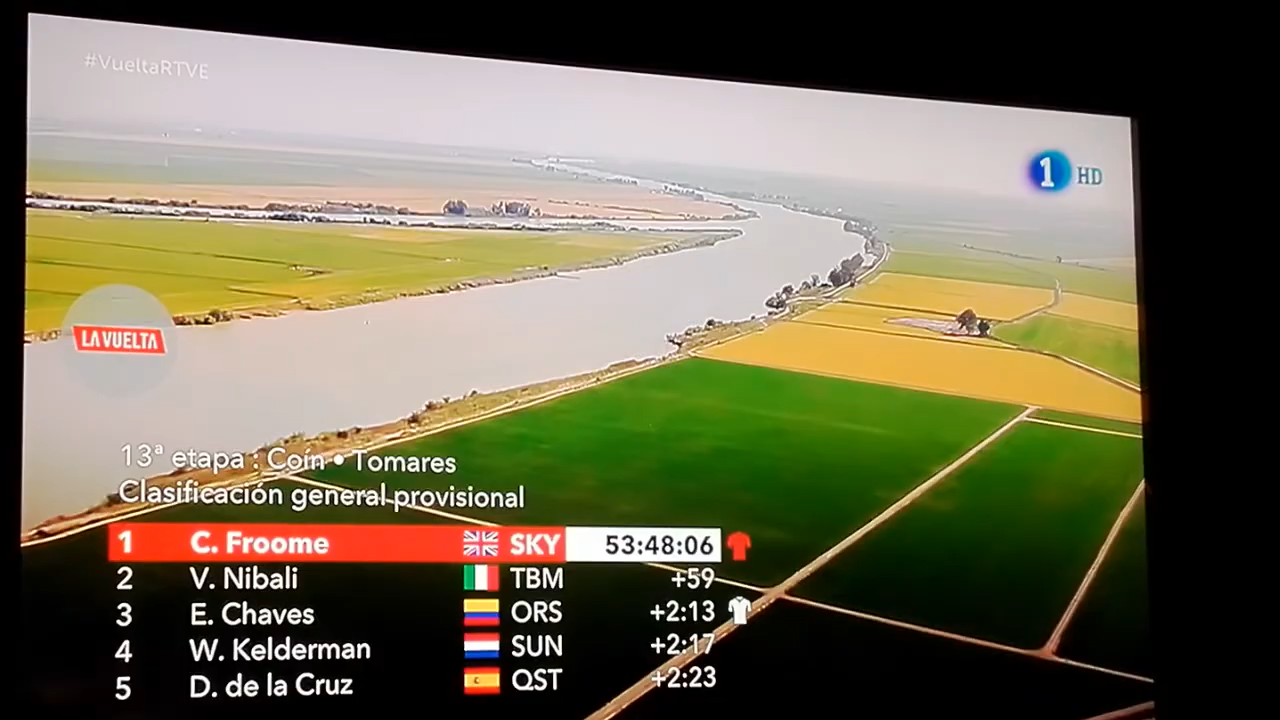 #VueltaRTVE
1 HD
LA VUELTA
13ª etapa : Coín • Tomares
Clasificación general provisional
1 C. Froome SKY 53:48:06
2 V. Nibali TBM +59
3 E. Chaves ORS +2:13
4 W. Kelderman SUN +2:17
5 D. de la Cruz QST +2:23